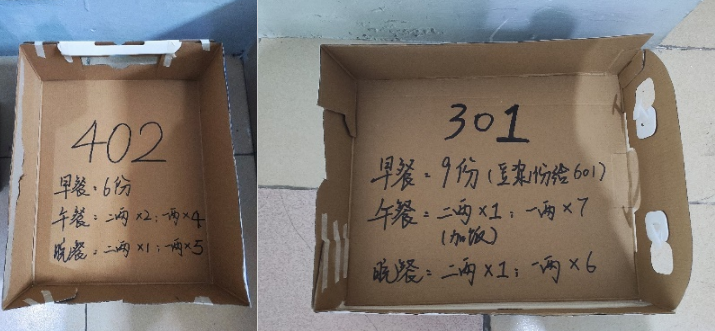 402
早餐：6份
午餐：二两×2；一两×4
晚餐：二两×1；一两×5
301
早餐：9份（豆浆1份给601）
午餐：二两×1；一两×7
（加饭）
晚餐：二两×1；一两×6